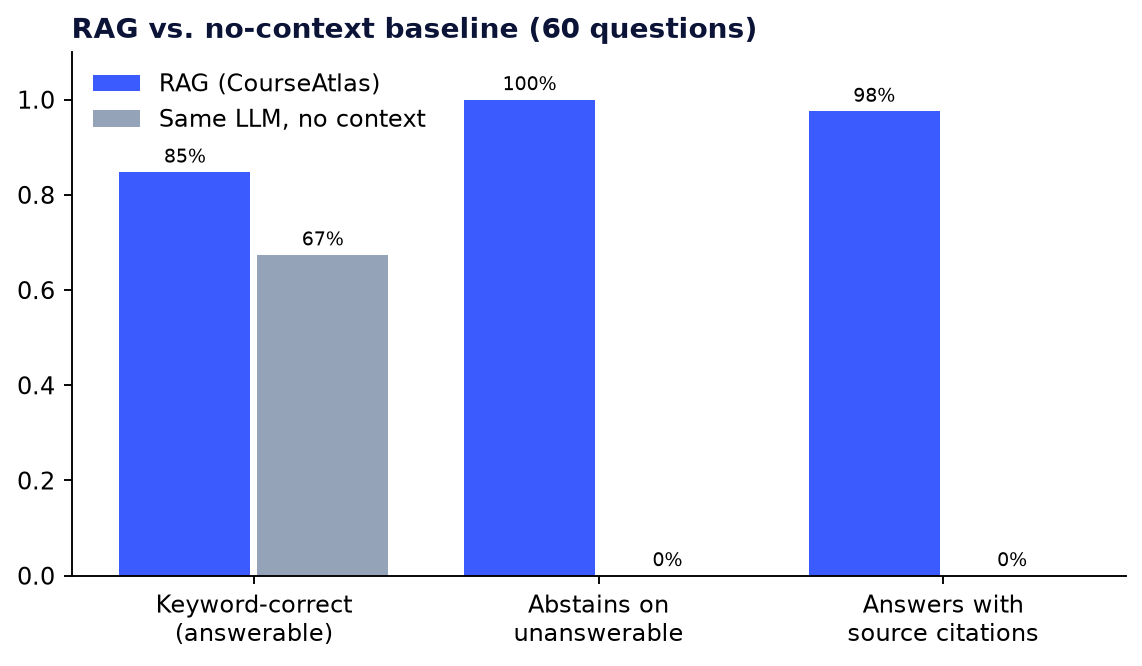 RAG vs. no-context baseline (60 questions)
RAG (CourseAtlas)
Same LLM, no context
1.0
0.8
0.6
0.4
0.2
0.0
85%
67%
100%
0%
98%
0%
Keyword-correct
(answerable)
Abstains on
unanswerable
Answers with
source citations